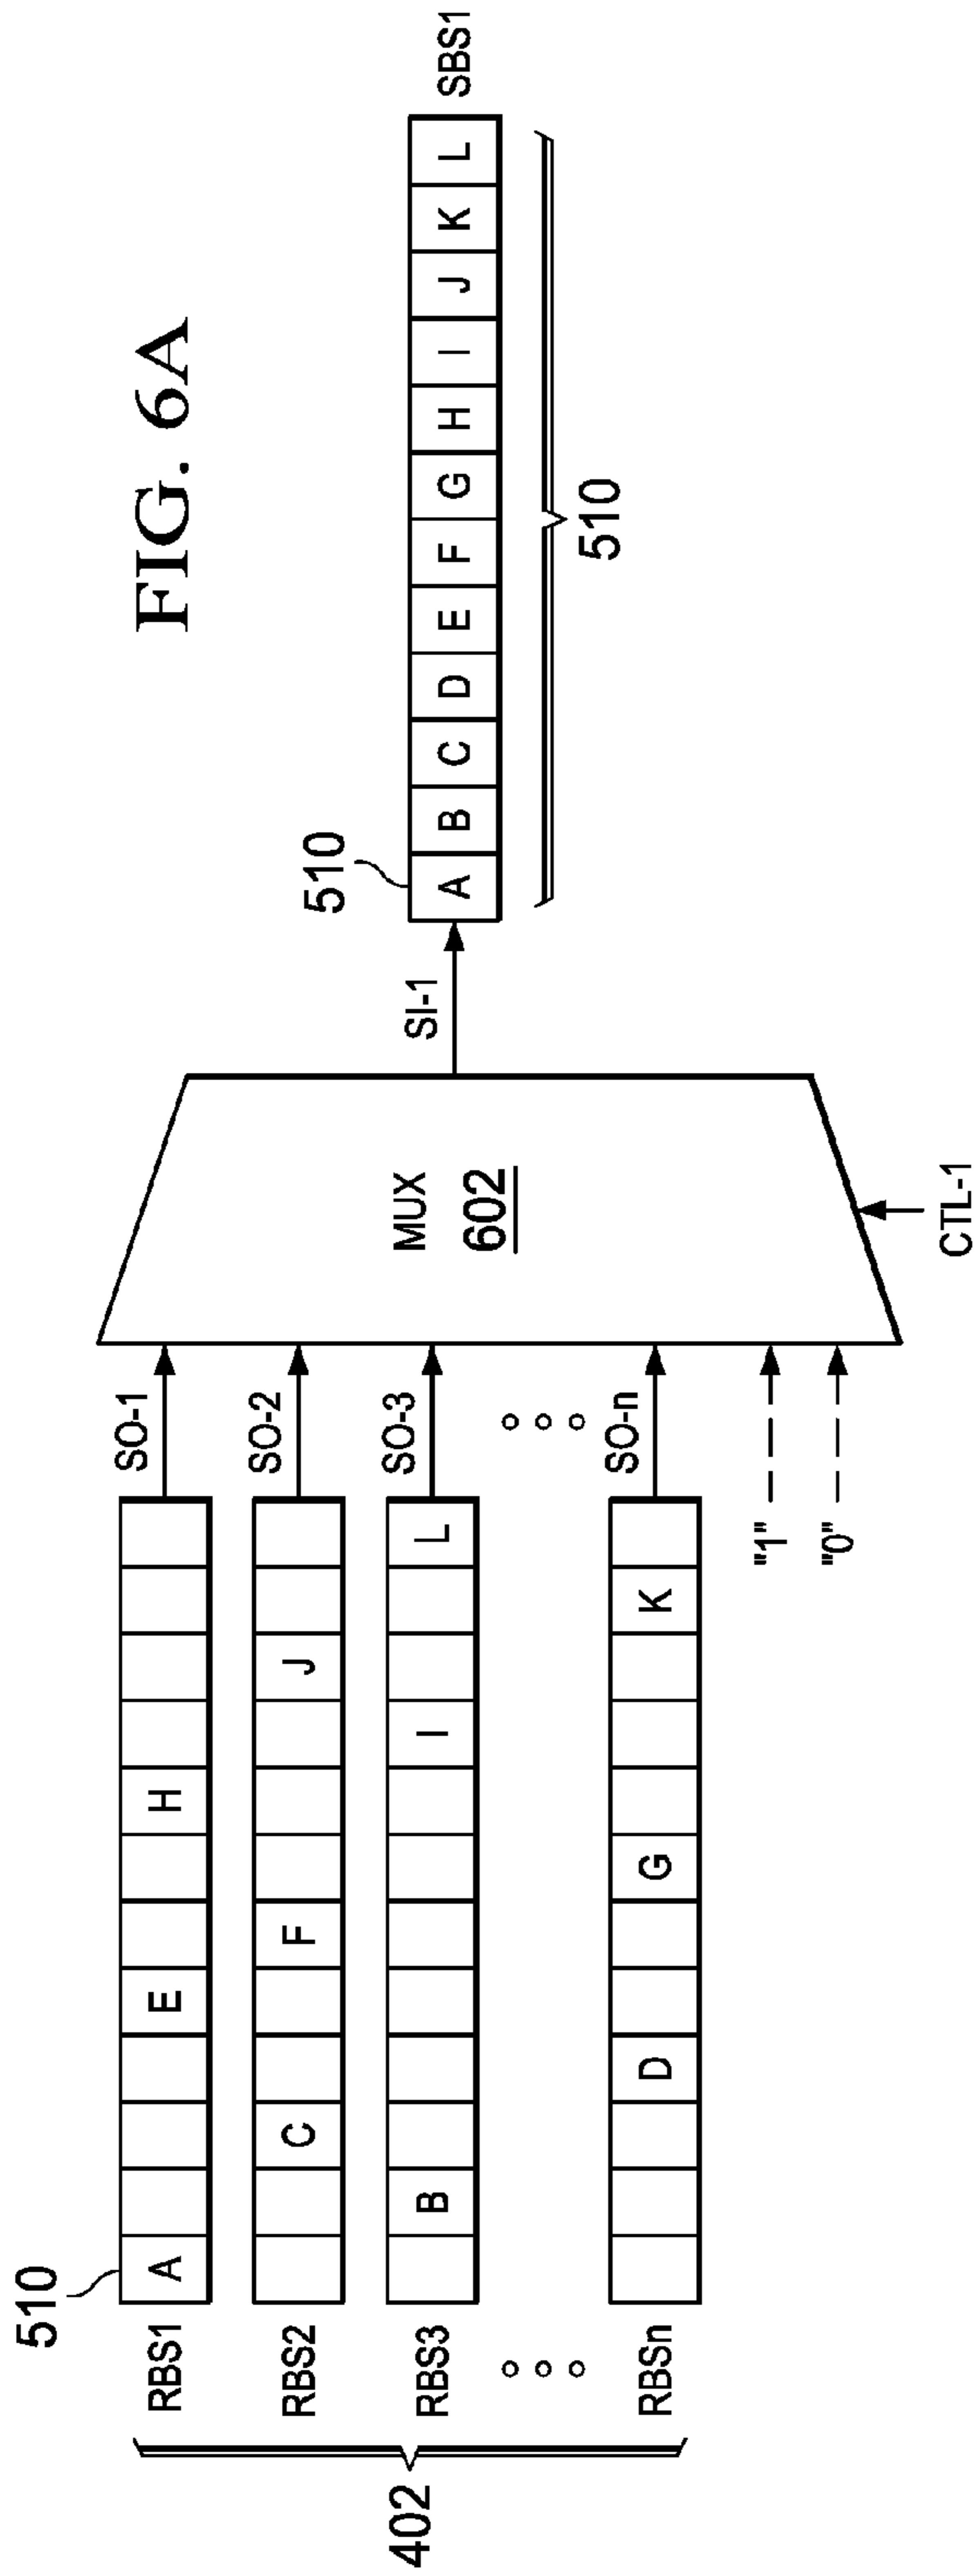 FIG. 6A
510
RBS1 A E H SO-1
RBS2 C F J SO-2
RBS3 B I L SO-3
RBSn D G K SO-n
402
"1"
"0"
MUX
602
CTL-1
SI-1
510
A B C D E F G H I J K L SBS1
510